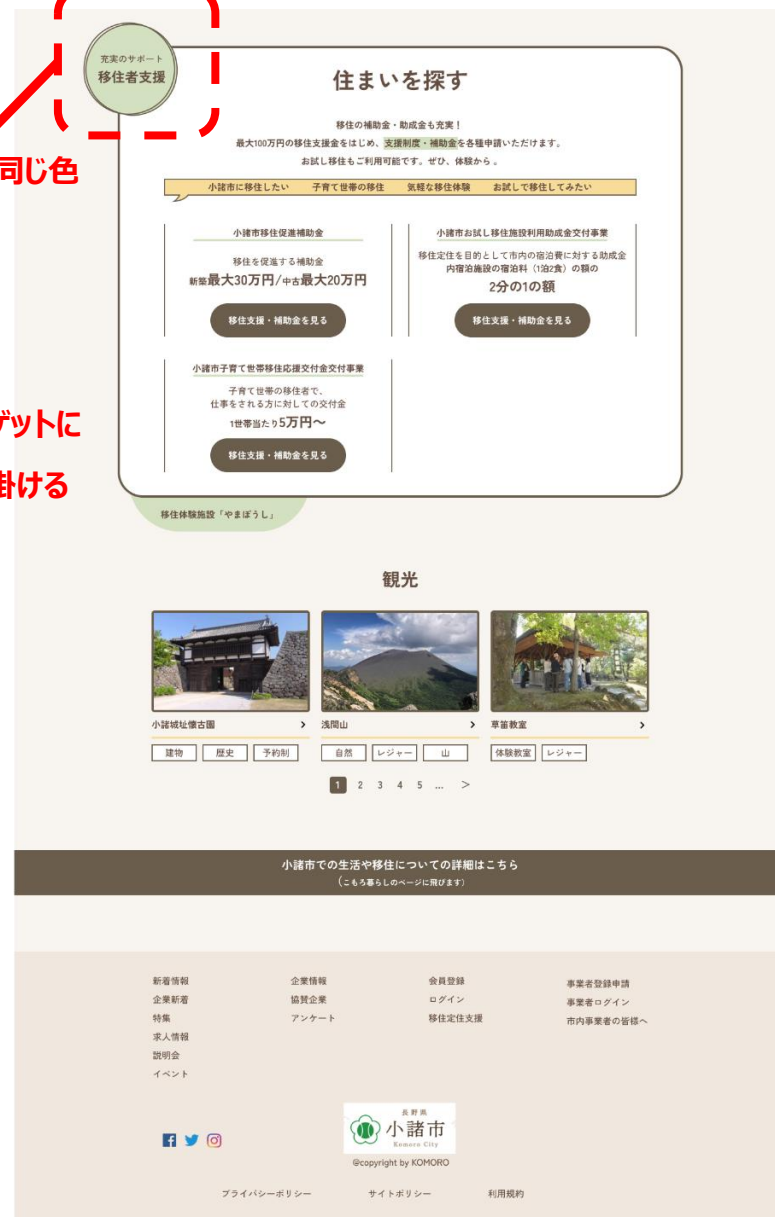 充実のサポート
移住者支援
同じ色
住まいを探す
移住の補助金・助成金も充実!
最大100万円の移住支援金をはじめ、支援制度・補助金を各種申請いただけます。
お試し移住もご利用可能です。ぜひ、体験から。
小諸市に移住したい 子育て世帯の移住 気軽な移住体験 お試しで移住してみたい
小諸市移住促進補助金
移住を促進する補助金
新築最大30万円/中古最大20万円
移住支援・補助金を見る
小諸市お試し移住施設利用助成金交付事業
移住定住を目的として市内の宿泊費に対する助成金
内宿泊施設の宿泊料（1泊2食）の額の
2分の1の額
移住支援・補助金を見る
小諸市子育て世帯移住応援交付金交付事業
子育て世帯の移住者で、
仕事をされる方に対しての交付金
1世帯当たり5万円〜
移住支援・補助金を見る
ゲットに
掛ける
移住体験施設「やまぼうし」
観光
小諸城址懐古園 >
建物 歴史 予約制
浅間山 >
自然 レジャー 山
草笛教室 >
体験教室 レジャー
1 2 3 4 5 ... >
小諸市での生活や移住についての詳細はこちら
（こもろ暮らしのページに飛びます）
新着情報
企業新着
特集
求人情報
説明会
イベント
企業情報
協賛企業
アンケート
会員登録
ログイン
移住定住支援
事業者登録申請
事業者ログイン
市内事業者の皆様へ
長野県
小諸市
Komoro City
@copyright by KOMORO
プライバシーポリシー サイトポリシー 利用規約